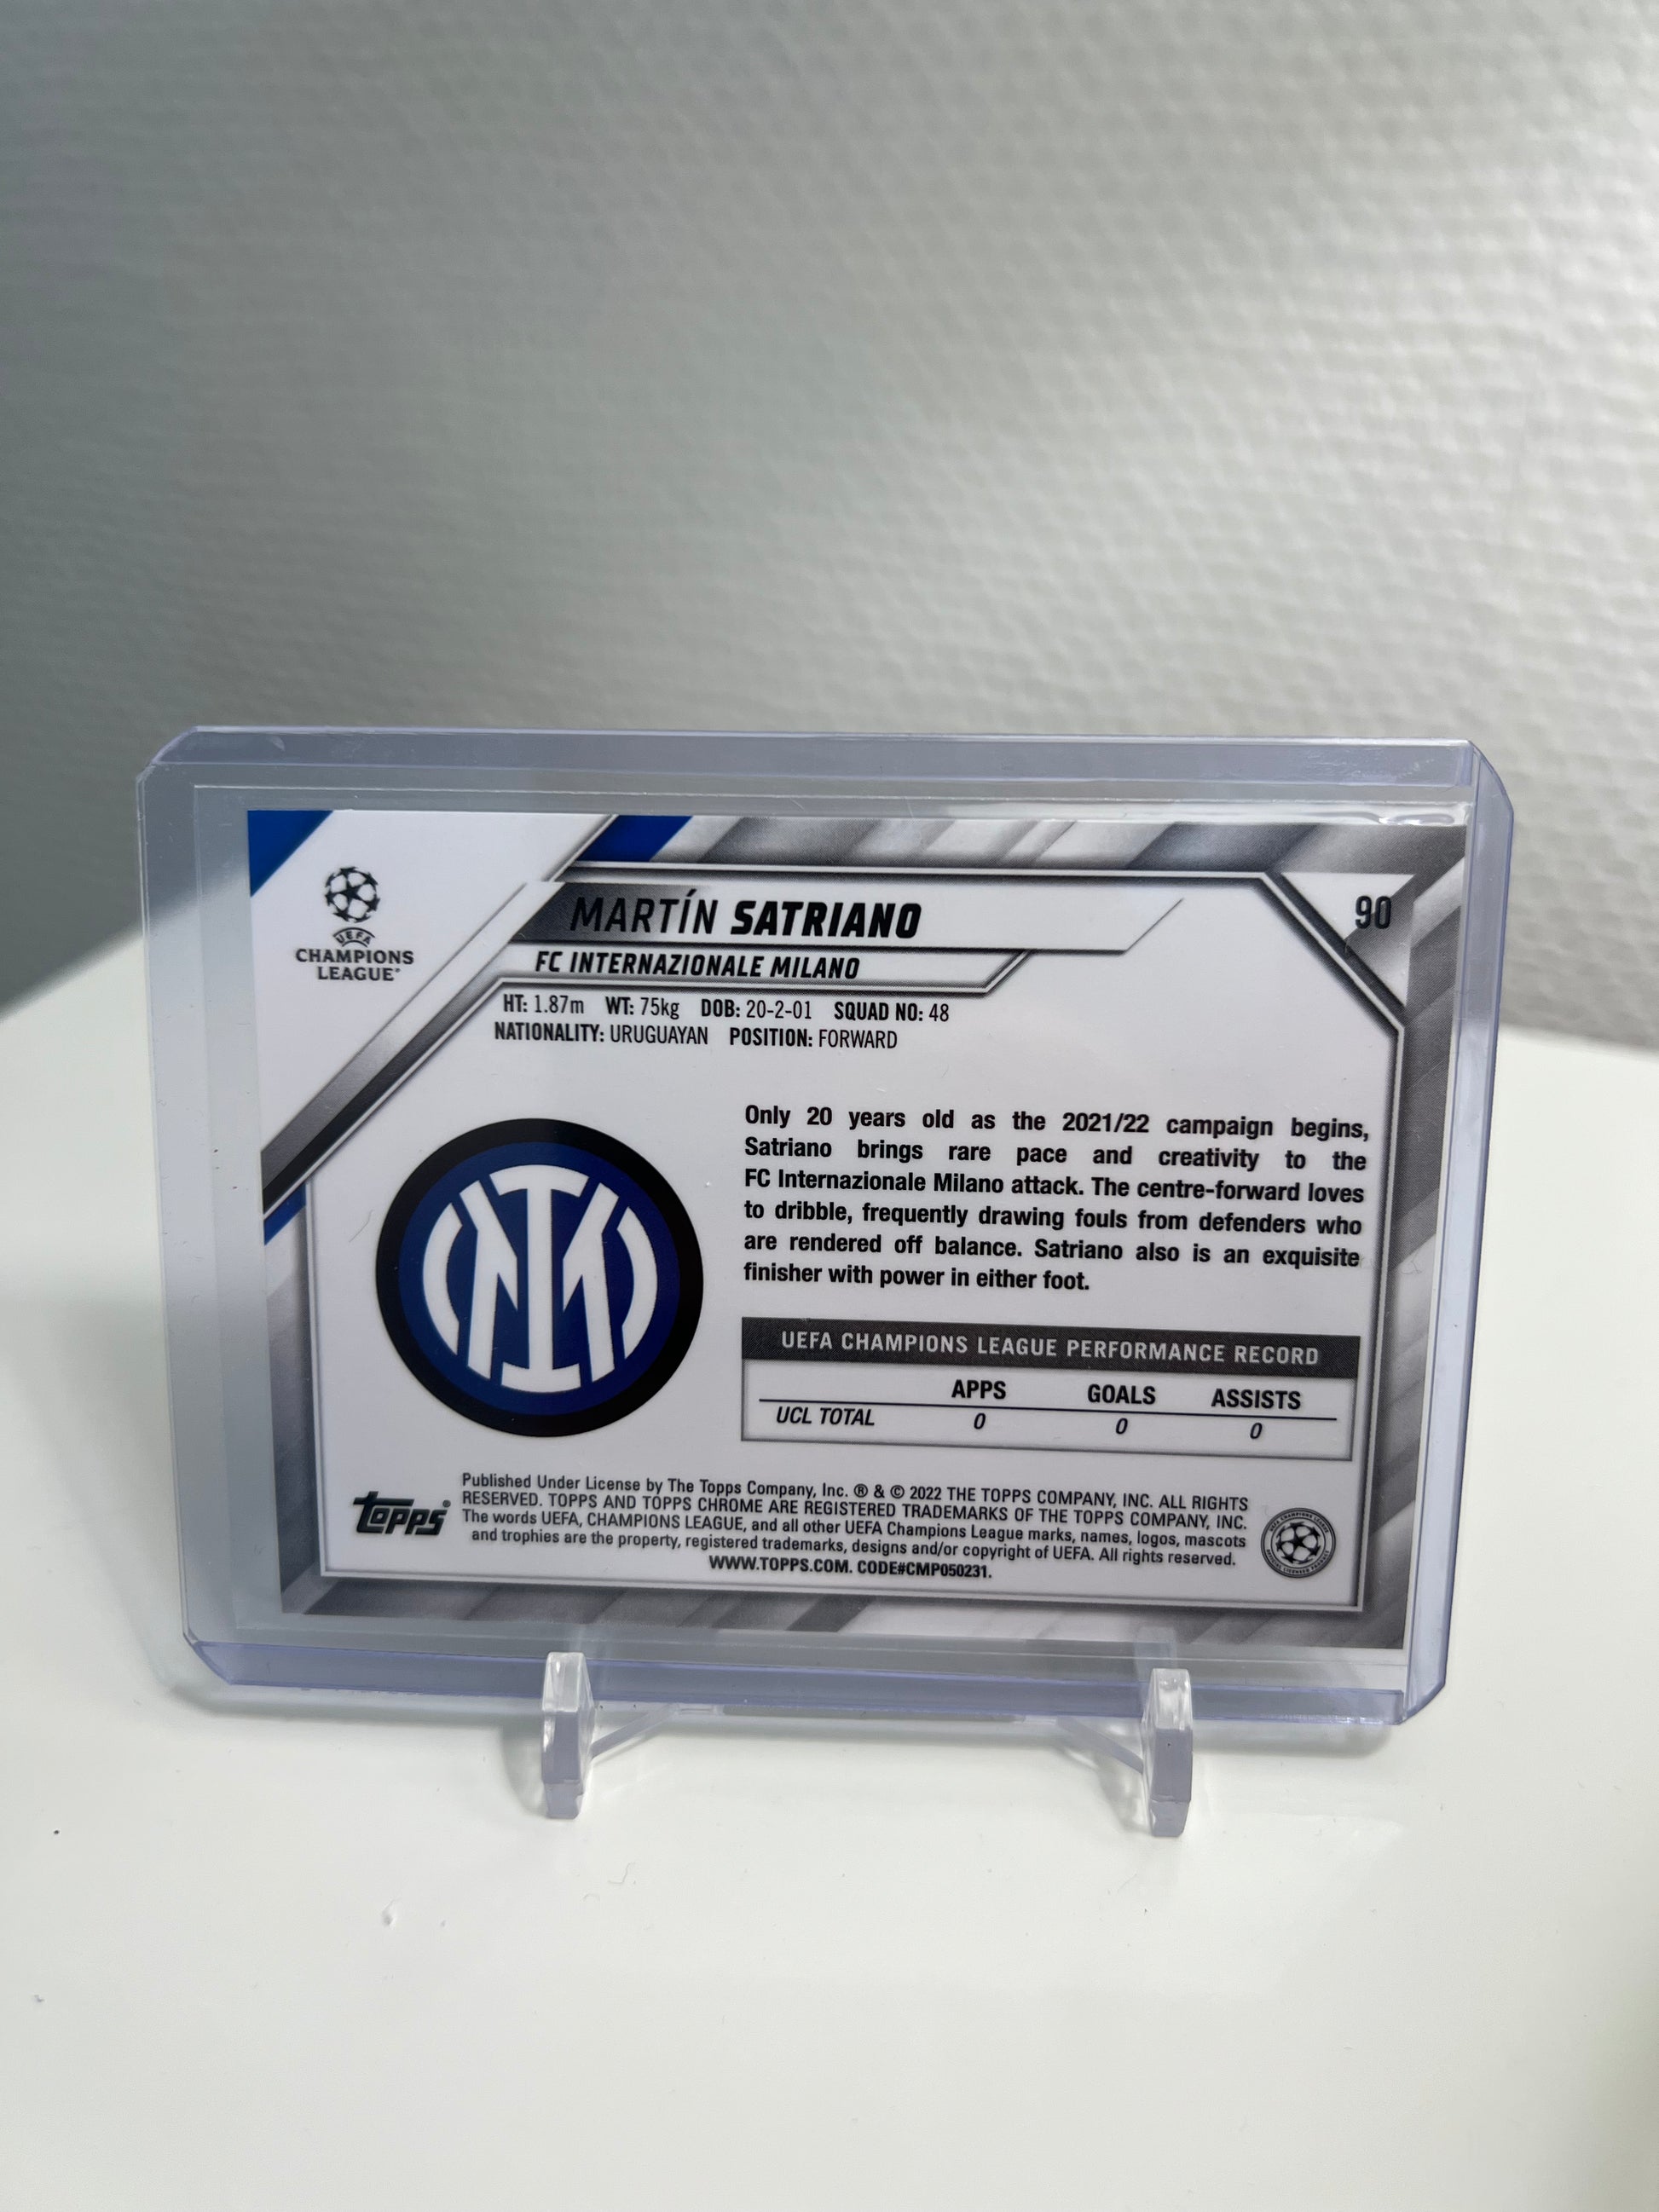 UEFA
CHAMPIONS
LEAGUE®
MARTÍN SATRIANO
90
FC INTERNAZIONALE MILANO
HT: 1.87m WT: 75kg DOB: 20-2-01 SQUAD NO: 48
NATIONALITY: URUGUAYAN POSITION: FORWARD
Only 20 years old as the 2021/22 campaign begins,
Satriano brings rare pace and creativity to the
FC Internazionale Milano attack. The centre-forward loves
to dribble, frequently drawing fouls from defenders who
are rendered off balance. Satriano also is an exquisite
finisher with power in either foot.
UEFA CHAMPIONS LEAGUE PERFORMANCE RECORD
APPS GOALS ASSISTS
UCL TOTAL 0 0 0
topps®
Published Under License by The Topps Company, Inc. ® & © 2022 THE TOPPS COMPANY, INC. ALL RIGHTS
RESERVED. TOPPS AND TOPPS CHROME ARE REGISTERED TRADEMARKS OF THE TOPPS COMPANY, INC.
The words UEFA, CHAMPIONS LEAGUE, and all other UEFA Champions League marks, names, logos, mascots
and trophies are the property, registered trademarks, designs and/or copyright of UEFA. All rights reserved.
WWW.TOPPS.COM. CODE#CMP050231.